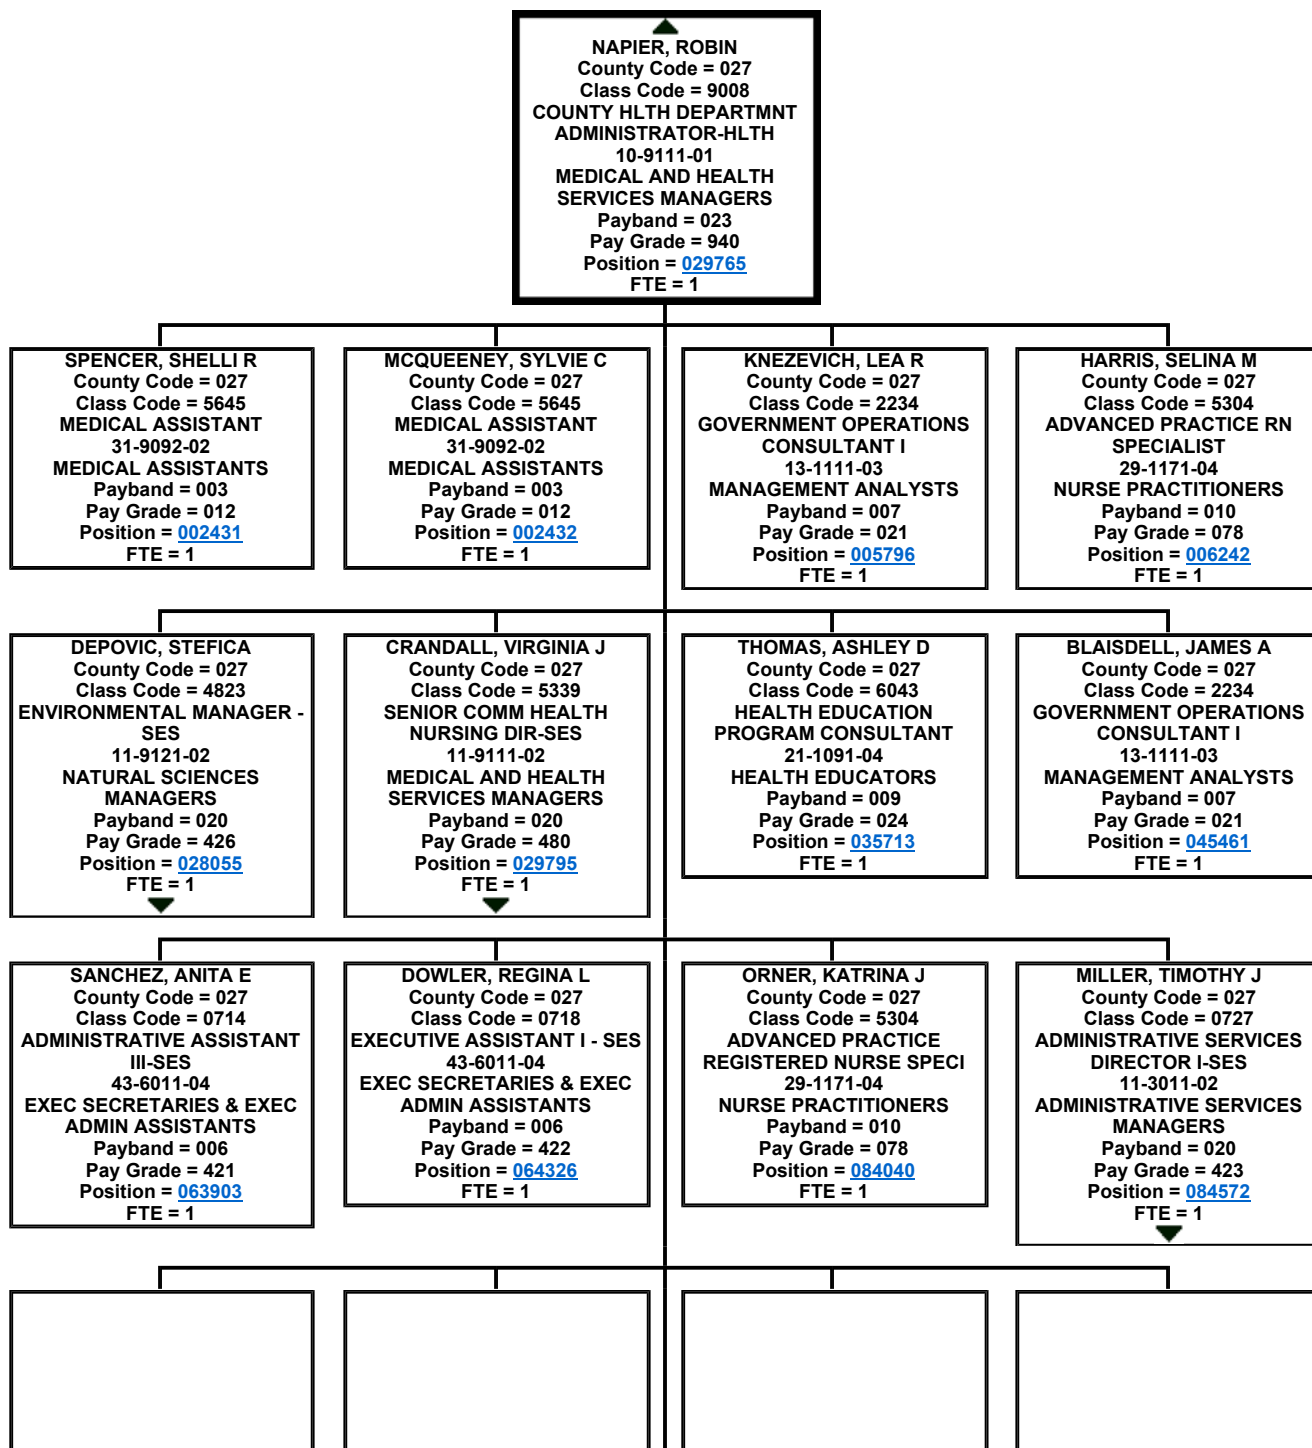 NAPIER, ROBIN
County Code = 027
Class Code = 9008
COUNTY HLTH DEPARTMNT
ADMINISTRATOR-HLTH
10-9111-01
MEDICAL AND HEALTH
SERVICES MANAGERS
Payband = 023
Pay Grade = 940
Position = 029765
FTE = 1
SPENCER, SHELLI R
County Code = 027
Class Code = 5645
MEDICAL ASSISTANT
31-9092-02
MEDICAL ASSISTANTS
Payband = 003
Pay Grade = 012
Position = 002431
FTE = 1
MCQUEENEY, SYLVIE C
County Code = 027
Class Code = 5645
MEDICAL ASSISTANT
31-9092-02
MEDICAL ASSISTANTS
Payband = 003
Pay Grade = 012
Position = 002432
FTE = 1
KNEZEVICH, LEA R
County Code = 027
Class Code = 2234
GOVERNMENT OPERATIONS
CONSULTANT I
13-1111-03
MANAGEMENT ANALYSTS
Payband = 007
Pay Grade = 021
Position = 005796
FTE = 1
HARRIS, SELINA M
County Code = 027
Class Code = 5304
ADVANCED PRACTICE RN
SPECIALIST
29-1171-04
NURSE PRACTITIONERS
Payband = 010
Pay Grade = 078
Position = 006242
FTE = 1
DEPOVIC, STEFICA
County Code = 027
Class Code = 4823
ENVIRONMENTAL MANAGER -
SES
11-9121-02
NATURAL SCIENCES
MANAGERS
Payband = 020
Pay Grade = 426
Position = 028055
FTE = 1
CRANDALL, VIRGINIA J
County Code = 027
Class Code = 5339
SENIOR COMM HEALTH
NURSING DIR-SES
11-9111-02
MEDICAL AND HEALTH
SERVICES MANAGERS
Payband = 020
Pay Grade = 480
Position = 029795
FTE = 1
THOMAS, ASHLEY D
County Code = 027
Class Code = 6043
HEALTH EDUCATION
PROGRAM CONSULTANT
21-1091-04
HEALTH EDUCATORS
Payband = 009
Pay Grade = 024
Position = 035713
FTE = 1
BLAISDELL, JAMES A
County Code = 027
Class Code = 2234
GOVERNMENT OPERATIONS
CONSULTANT I
13-1111-03
MANAGEMENT ANALYSTS
Payband = 007
Pay Grade = 021
Position = 045461
FTE = 1
SANCHEZ, ANITA E
County Code = 027
Class Code = 0714
ADMINISTRATIVE ASSISTANT
III-SES
43-6011-04
EXEC SECRETARIES & EXEC
ADMIN ASSISTANTS
Payband = 006
Pay Grade = 421
Position = 063903
FTE = 1
DOWLER, REGINA L
County Code = 027
Class Code = 0718
EXECUTIVE ASSISTANT I - SES
43-6011-04
EXEC SECRETARIES & EXEC
ADMIN ASSISTANTS
Payband = 006
Pay Grade = 422
Position = 064326
FTE = 1
ORNER, KATRINA J
County Code = 027
Class Code = 5304
ADVANCED PRACTICE
REGISTERED NURSE SPECI
29-1171-04
NURSE PRACTITIONERS
Payband = 010
Pay Grade = 078
Position = 084040
FTE = 1
MILLER, TIMOTHY J
County Code = 027
Class Code = 0727
ADMINISTRATIVE SERVICES
DIRECTOR I-SES
11-3011-02
ADMINISTRATIVE SERVICES
MANAGERS
Payband = 020
Pay Grade = 423
Position = 084572
FTE = 1